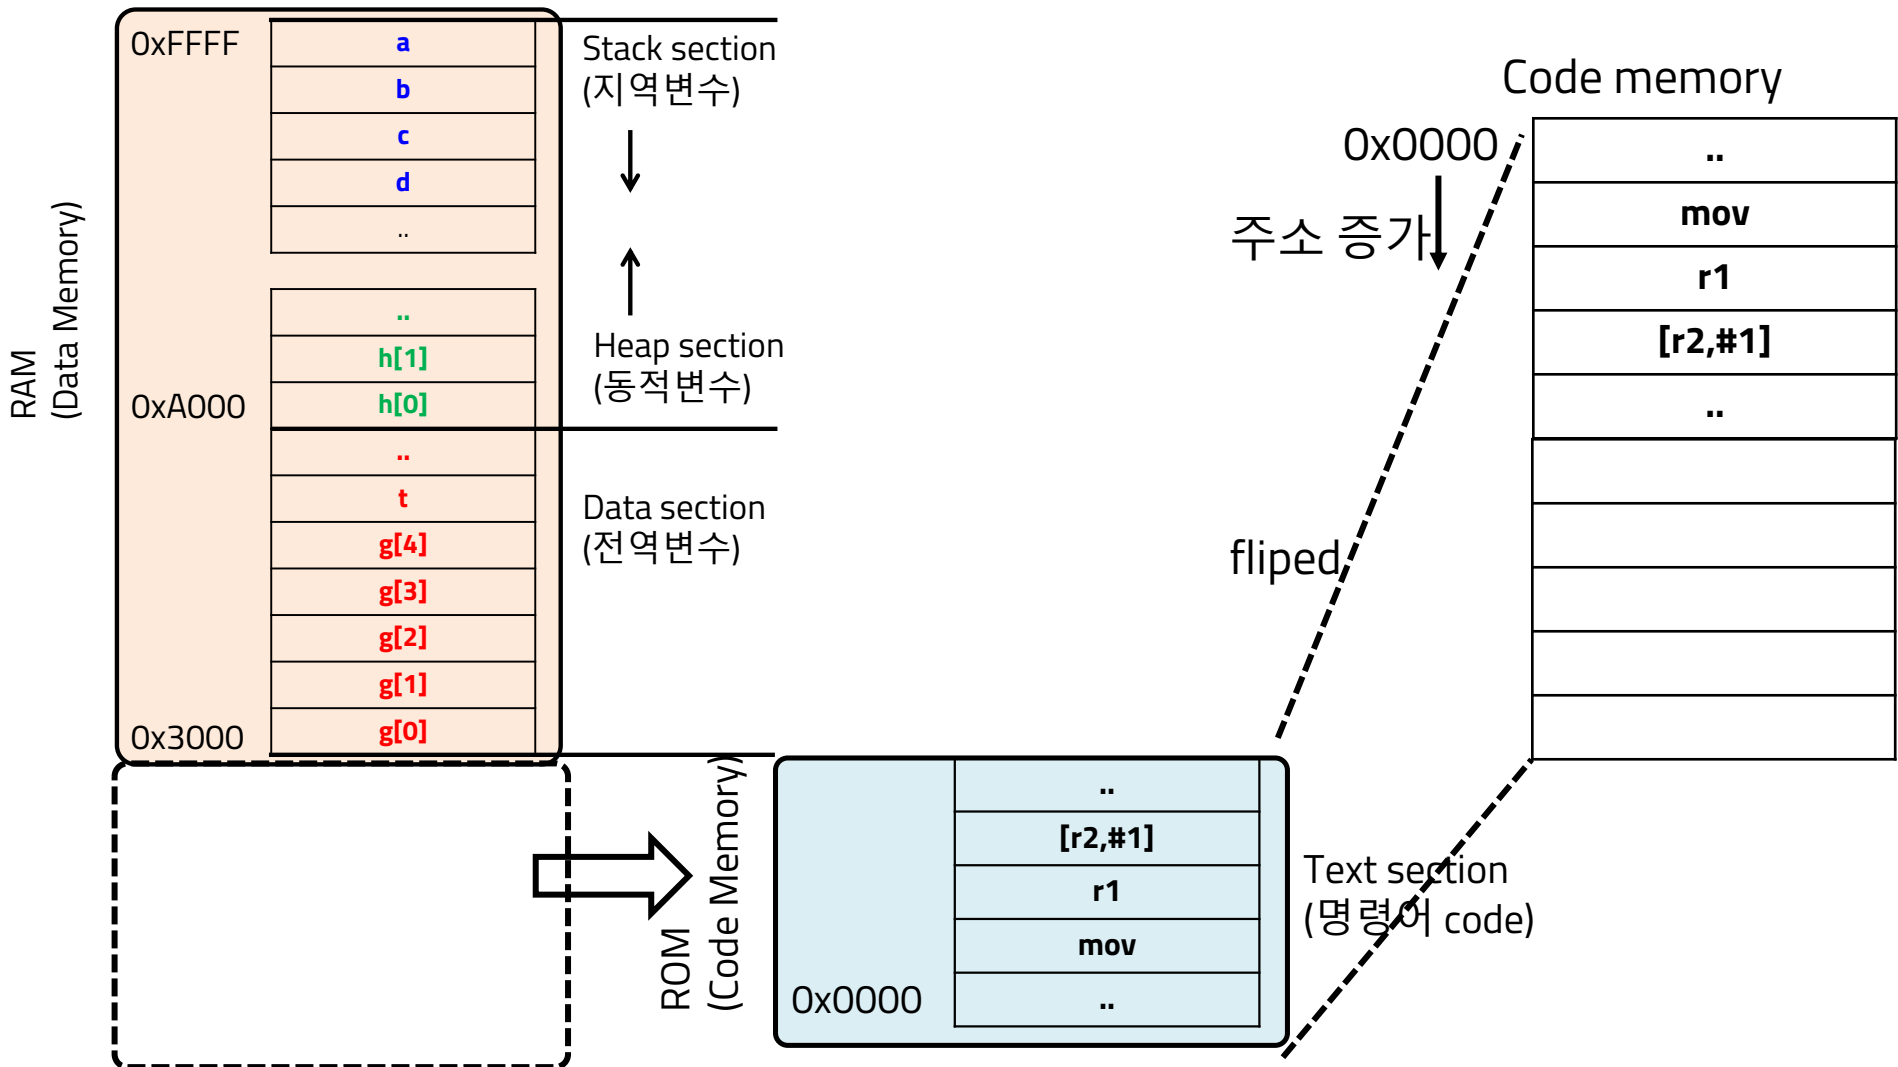 RAM
(Data Memory)
0xFFFF
a
b
c
d
..
..
h[1]
0xA000
h[0]
..
t
g[4]
g[3]
g[2]
g[1]
0x3000
g[0]
Stack section
(지역변수)
Heap section
(동적변수)
Data section
(전역변수)
ROM
(Code Memory)
..
[r2,#1]
r1
mov
0x0000
..
Text section
(명령어 code)
fliped
Code memory
0x0000
주소 증가
..
mov
r1
[r2,#1]
..